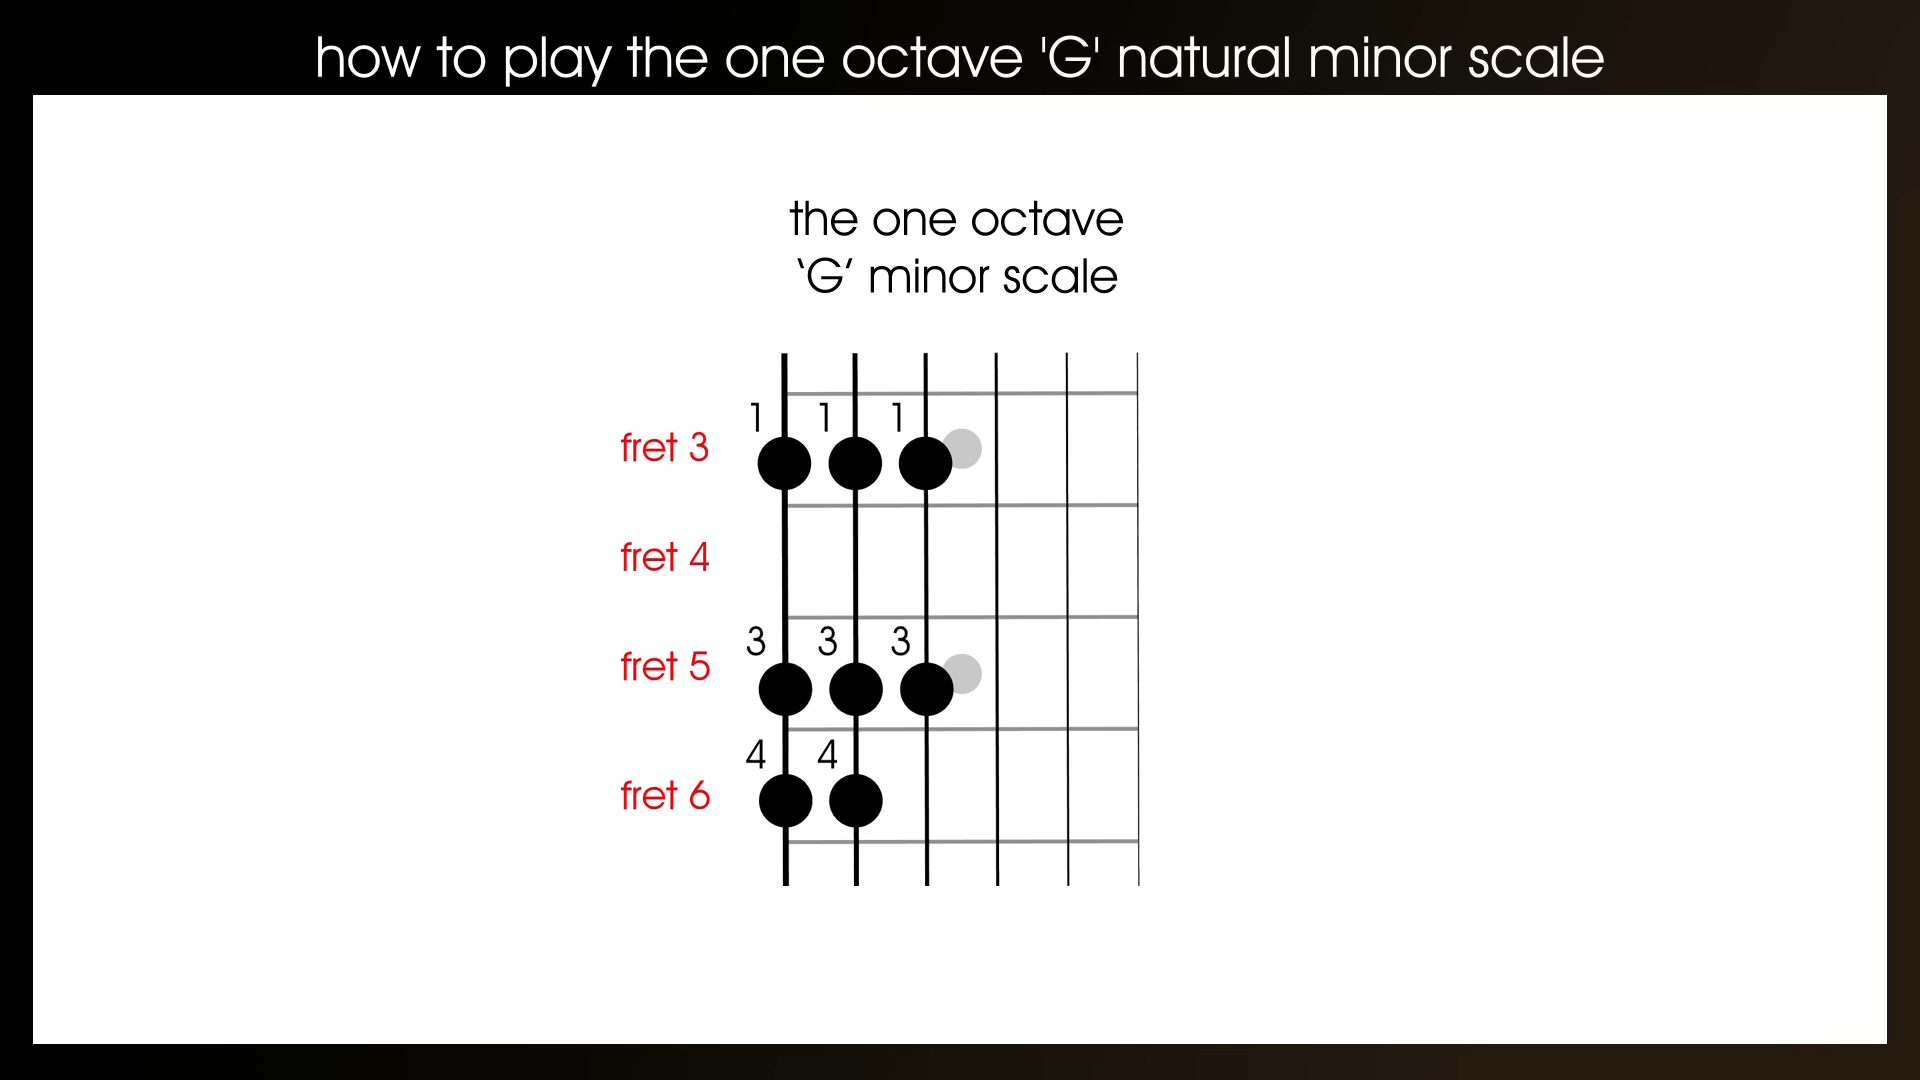 how to play the one octave 'G' natural minor scale
the one octave
‘G’ minor scale
1 1 1
fret 3
fret 4
3 3 3
fret 5
4 4
fret 6